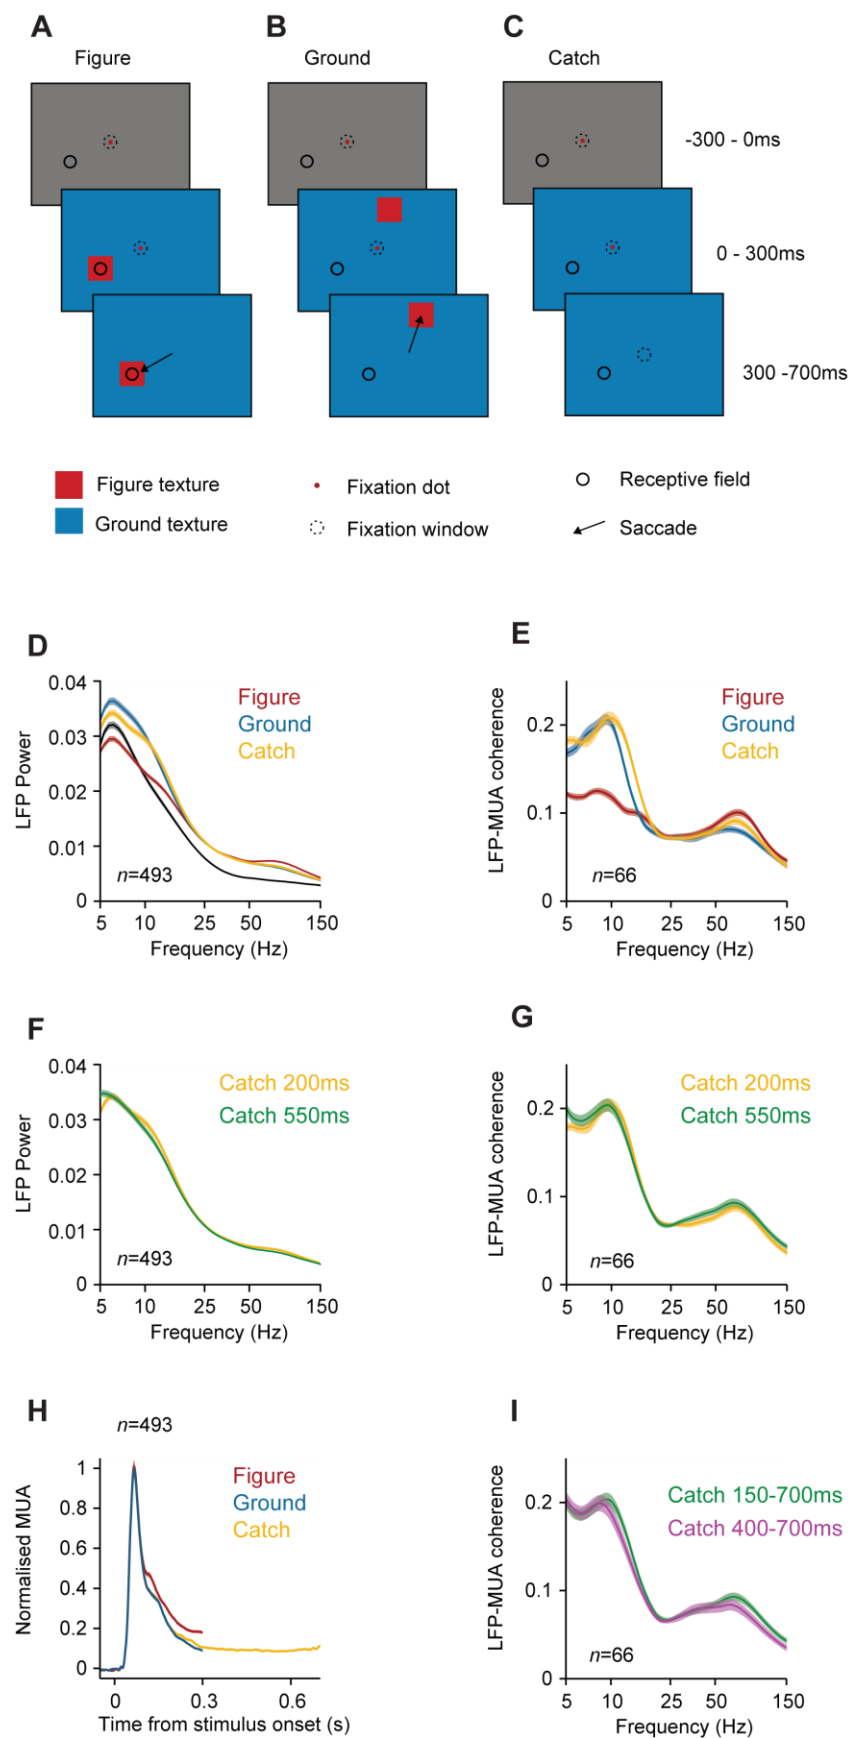 A
B
C
Figure
Ground
Catch
-300 - 0ms
0 - 300ms
300 -700ms
Figure texture
Fixation dot
Receptive field
Ground texture
Fixation window
Saccade
D
0.04
0.03
0.02
0.01
0
LFP Power
Figure
Ground
Catch
n=493
5 10 25 50 150
Frequency (Hz)
E
0.2
0.1
0
LFP-MUA coherence
Figure
Ground
Catch
n=66
5 10 25 50 150
Frequency (Hz)
F
0.04
0.03
0.02
0.01
0
LFP Power
Catch 200ms
Catch 550ms
n=493
5 10 25 50 150
Frequency (Hz)
G
0.2
0.1
0
LFP-MUA coherence
Catch 200ms
Catch 550ms
n=66
5 10 25 50 150
Frequency (Hz)
H
n=493
1
0.8
0.6
0.4
0.2
0
Normalised MUA
Figure
Ground
Catch
0 0.3 0.6
Time from stimulus onset (s)
I
0.2
0.1
0
LFP-MUA coherence
Catch 150-700ms
Catch 400-700ms
n=66
5 10 25 50 150
Frequency (Hz)